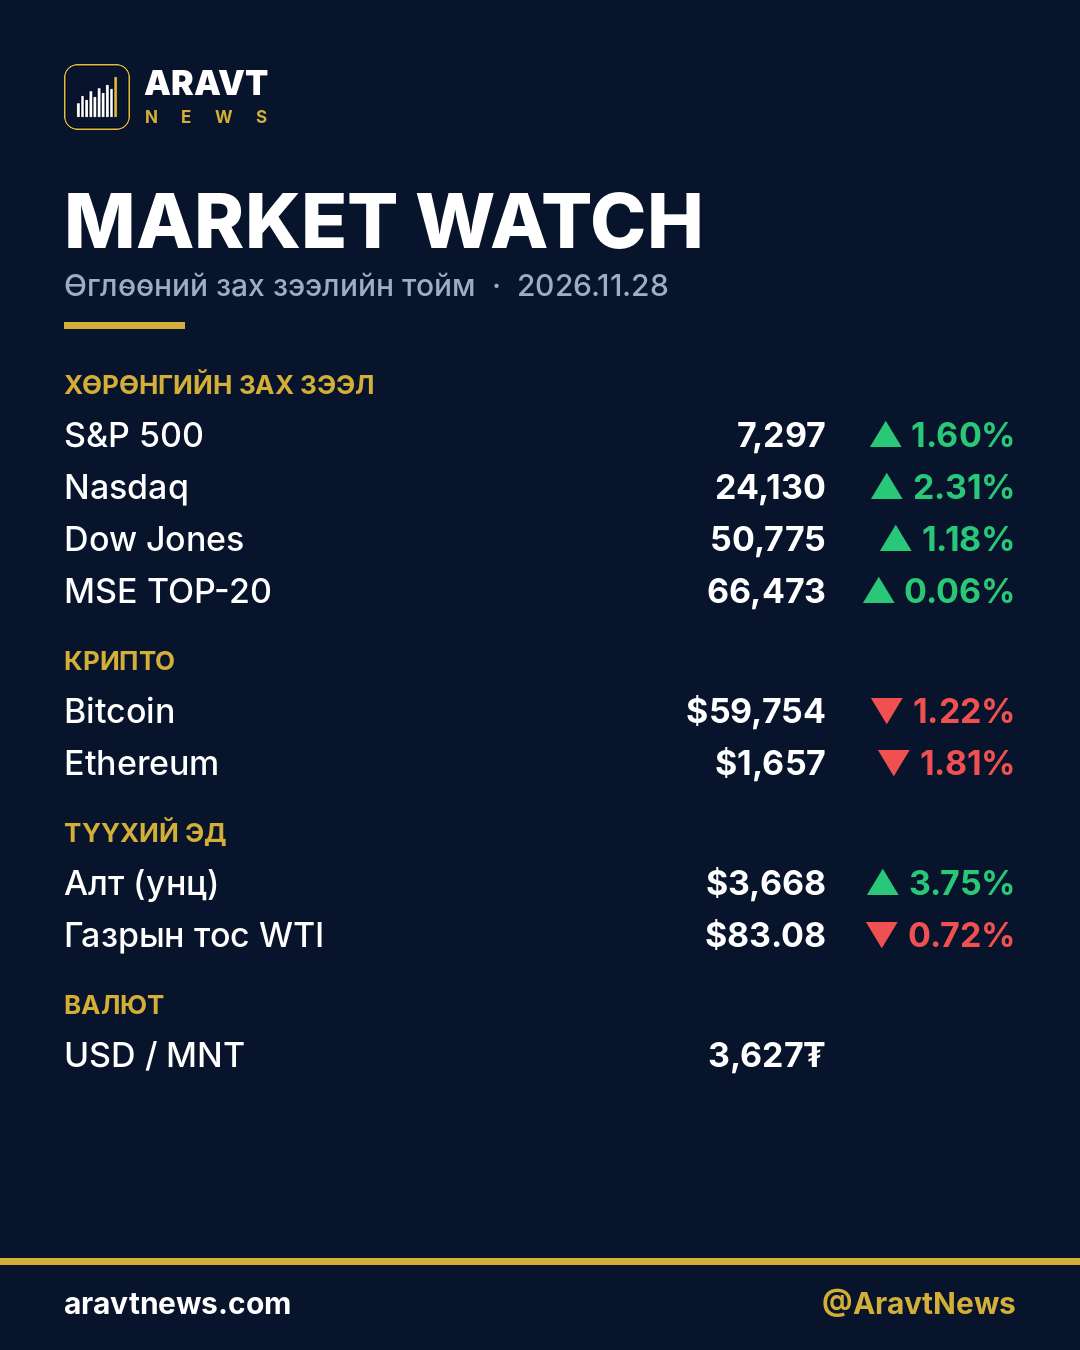 ARAVT
NEWS
MARKET WATCH
Өглөөний зах зээлийн тойм · 2026.11.28
ХӨРӨНГИЙН ЗАХ ЗЭЭЛ
S&P 500 7,297 ▲ 1.60%
Nasdaq 24,130 ▲ 2.31%
Dow Jones 50,775 ▲ 1.18%
MSE TOP-20 66,473 ▲ 0.06%
КРИПТО
Bitcoin $59,754 ▼ 1.22%
Ethereum $1,657 ▼ 1.81%
ТҮҮХИЙ ЭД
Алт (унц) $3,668 ▲ 3.75%
Газрын тос WTI $83.08 ▼ 0.72%
ВАЛЮТ
USD / MNT 3,627₮
aravtnews.com @AravtNews